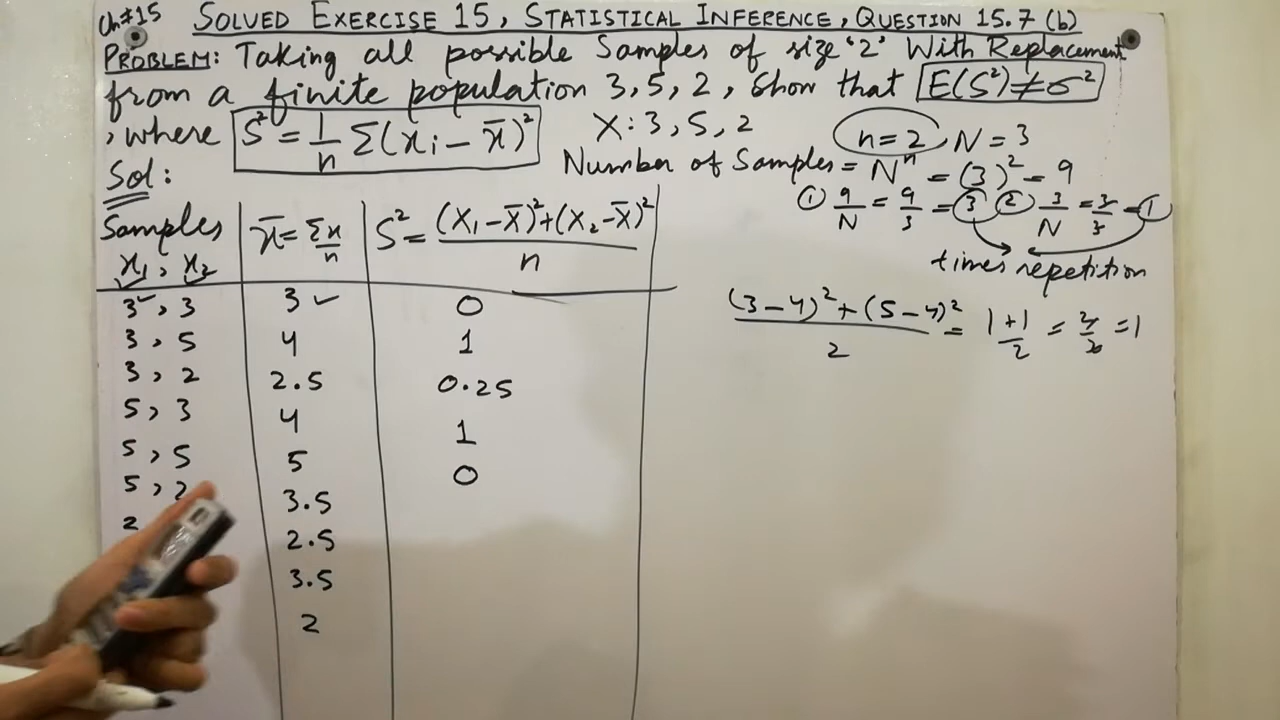 Ch#15
SOLVED EXERCISE 15, STATISTICAL INFERENCE, QUESTION 15.7 (b)
PROBLEM: Taking all possible Samples of size '2' With Replacement
from a finite population 3, 5, 2, Show that E(S²) ≠ σ²
, where S² = 1/n Σ(xi - x̄)²
X : 3, 5, 2
n = 2, N = 3
Sol:
Number of Samples = Nⁿ = (3)² = 9
① 9/N = 9/3 = 3 ② 3/N = 3/3 = 1
times repetition
Samples x̄ = Σx/n S² = (X₁ - X̄)² + (X₂ - X̄)² / n
x₁, x₂
3, 3 3 0
3, 5 4 1
3, 2 2.5 0.25
5, 3 4 1
5, 5 5 0
5, 2 3.5
2 2.5
3.5
2
(3-4)² + (5-4)² / 2 = 1+1/2 = 2/2 = 1